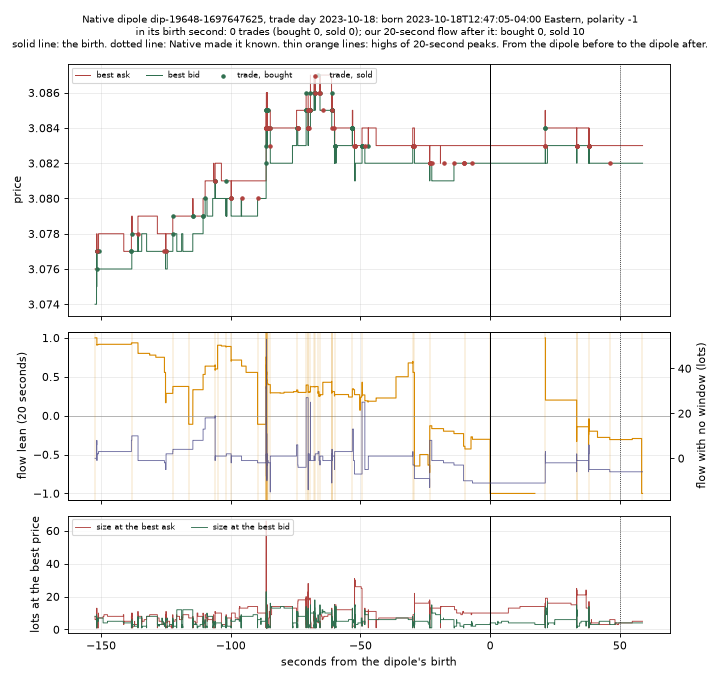 Native dipole dip-19648-1697647625, trade day 2023-10-18: born 2023-10-18T12:47:05-04:00 Eastern, polarity -1
in its birth second: 0 trades (bought 0, sold 0); our 20-second flow after it: bought 0, sold 10
solid line: the birth. dotted line: Native made it known. thin orange lines: highs of 20-second peaks. From the dipole before to the dipole after.
best ask
best bid
trade, bought
trade, sold
3.086
3.084
3.082
3.080
3.078
3.076
3.074
price
1.0
0.5
0.0
−0.5
−1.0
flow lean (20 seconds)
40
20
0
flow with no window (lots)
size at the best ask
size at the best bid
60
40
20
0
lots at the best price
−150
−100
−50
0
50
seconds from the dipole's birth